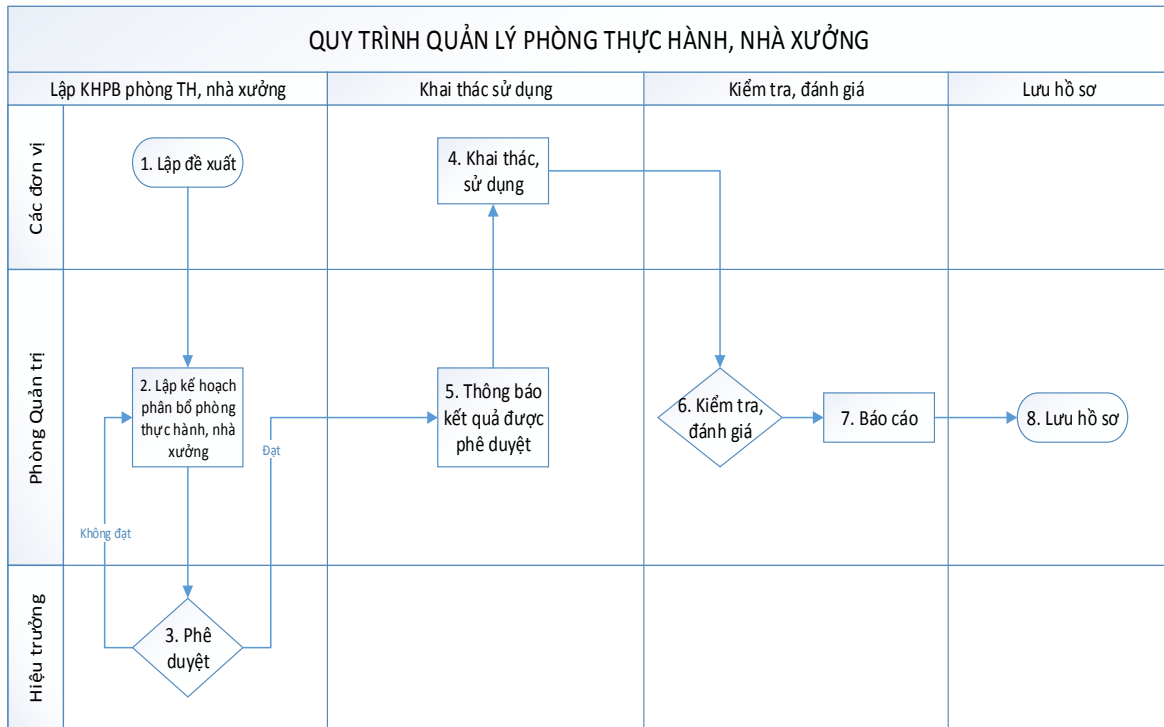 QUY TRÌNH QUẢN LÝ PHÒNG THỰC HÀNH, NHÀ XƯỞNG
Lập KHPB phòng TH, nhà xưởng
Khai thác sử dụng
Kiểm tra, đánh giá
Lưu hồ sơ
Các đơn vị
1. Lập đề xuất
4. Khai thác,
sử dụng
Phòng Quản trị
2. Lập kế hoạch
phân bổ phòng
thực hành, nhà
xưởng
Đạt
Không đạt
5. Thông báo
kết quả được
phê duyệt
6. Kiểm tra,
đánh giá
7. Báo cáo
8. Lưu hồ sơ
Hiệu trưởng
3. Phê
duyệt